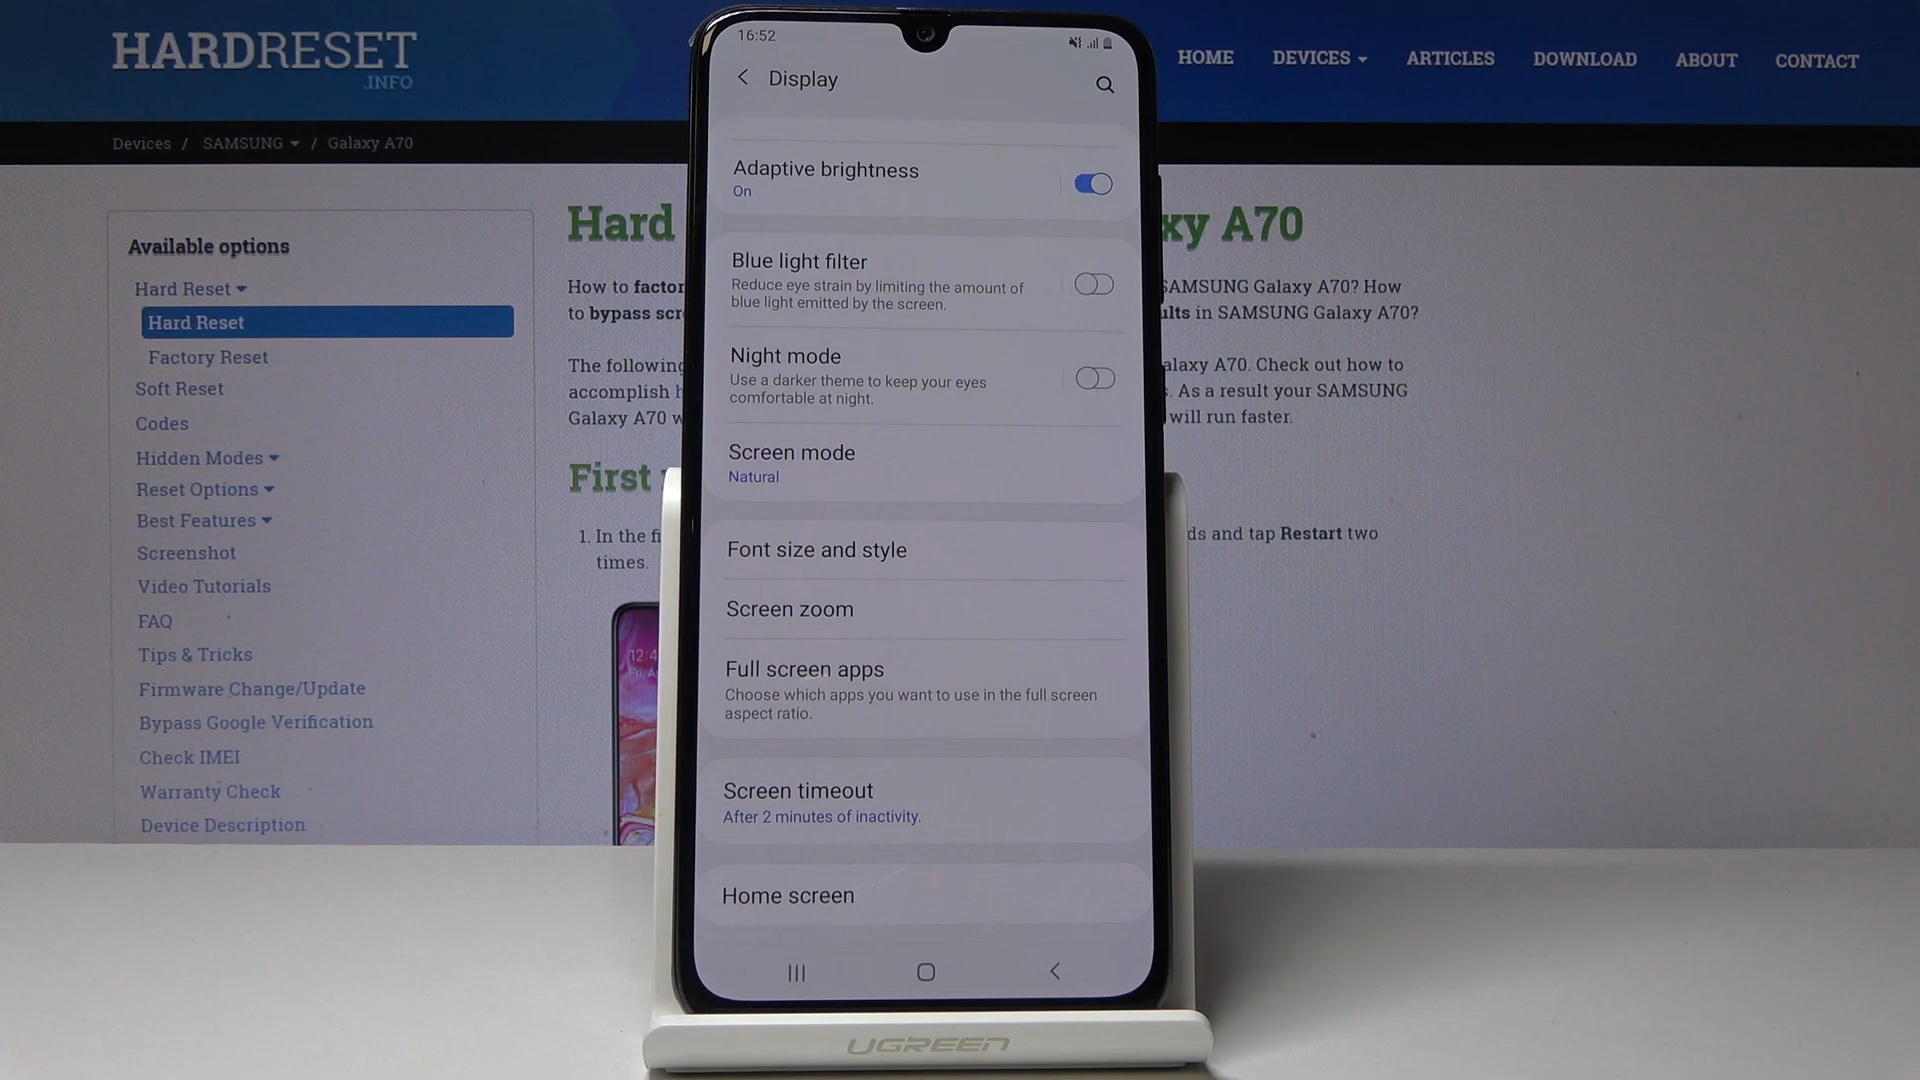 HARDRESET
.INFO
HOME DEVICES ARTICLES DOWNLOAD ABOUT CONTACT
Devices / SAMSUNG / Galaxy A70
Available options
Hard Reset
Hard Reset
Factory Reset
Soft Reset
Codes
Hidden Modes
Reset Options
Best Features
Screenshot
Video Tutorials
FAQ
Tips & Tricks
Firmware Change/Update
Bypass Google Verification
Check IMEI
Warranty Check
Device Description
Hard xy A70
How to factor SAMSUNG Galaxy A70? How
to bypass scr ults in SAMSUNG Galaxy A70?
The following alaxy A70. Check out how to
accomplish h s. As a result your SAMSUNG
Galaxy A70 w will run faster.
First
1. In the fi ds and tap Restart two
times.
12:4
Fri, A
16:52
Display
Adaptive brightness
On
Blue light filter
Reduce eye strain by limiting the amount of
blue light emitted by the screen.
Night mode
Use a darker theme to keep your eyes
comfortable at night.
Screen mode
Natural
Font size and style
Screen zoom
Full screen apps
Choose which apps you want to use in the full screen
aspect ratio.
Screen timeout
After 2 minutes of inactivity.
Home screen
UGREEN